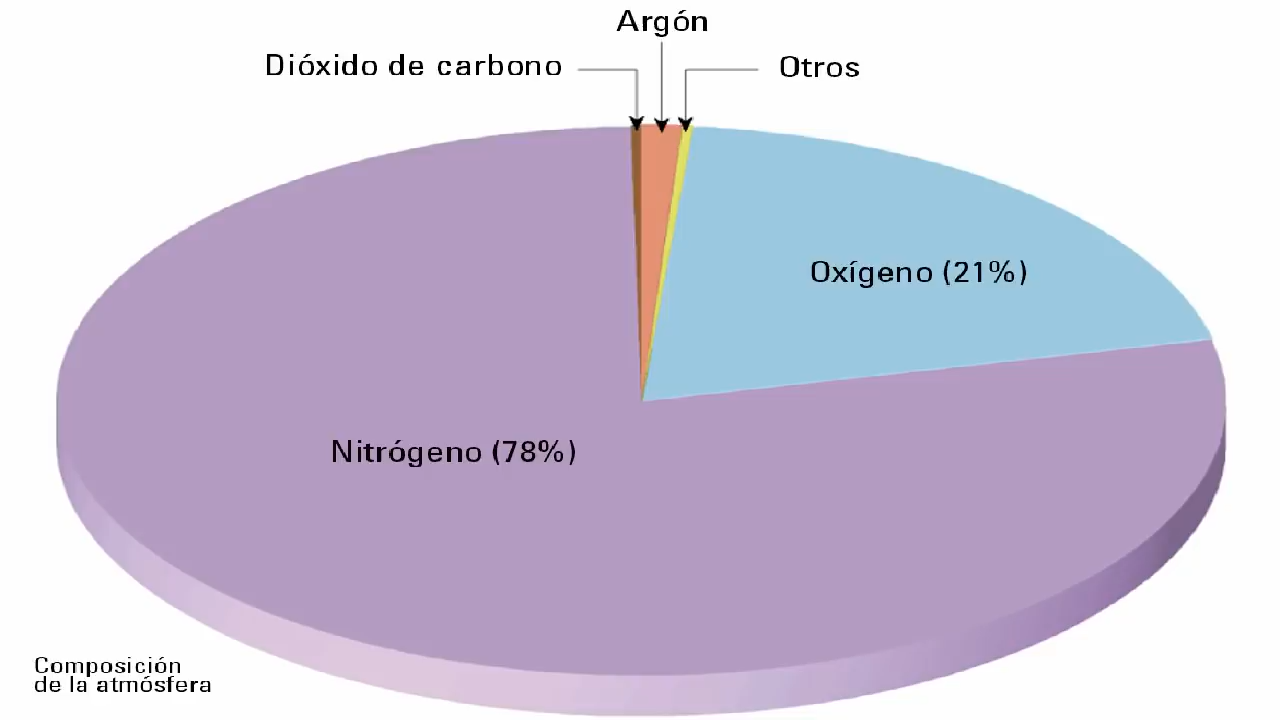 Argón
Dióxido de carbono
Otros
Oxígeno (21%)
Nitrógeno (78%)
Composición
de la atmósfera